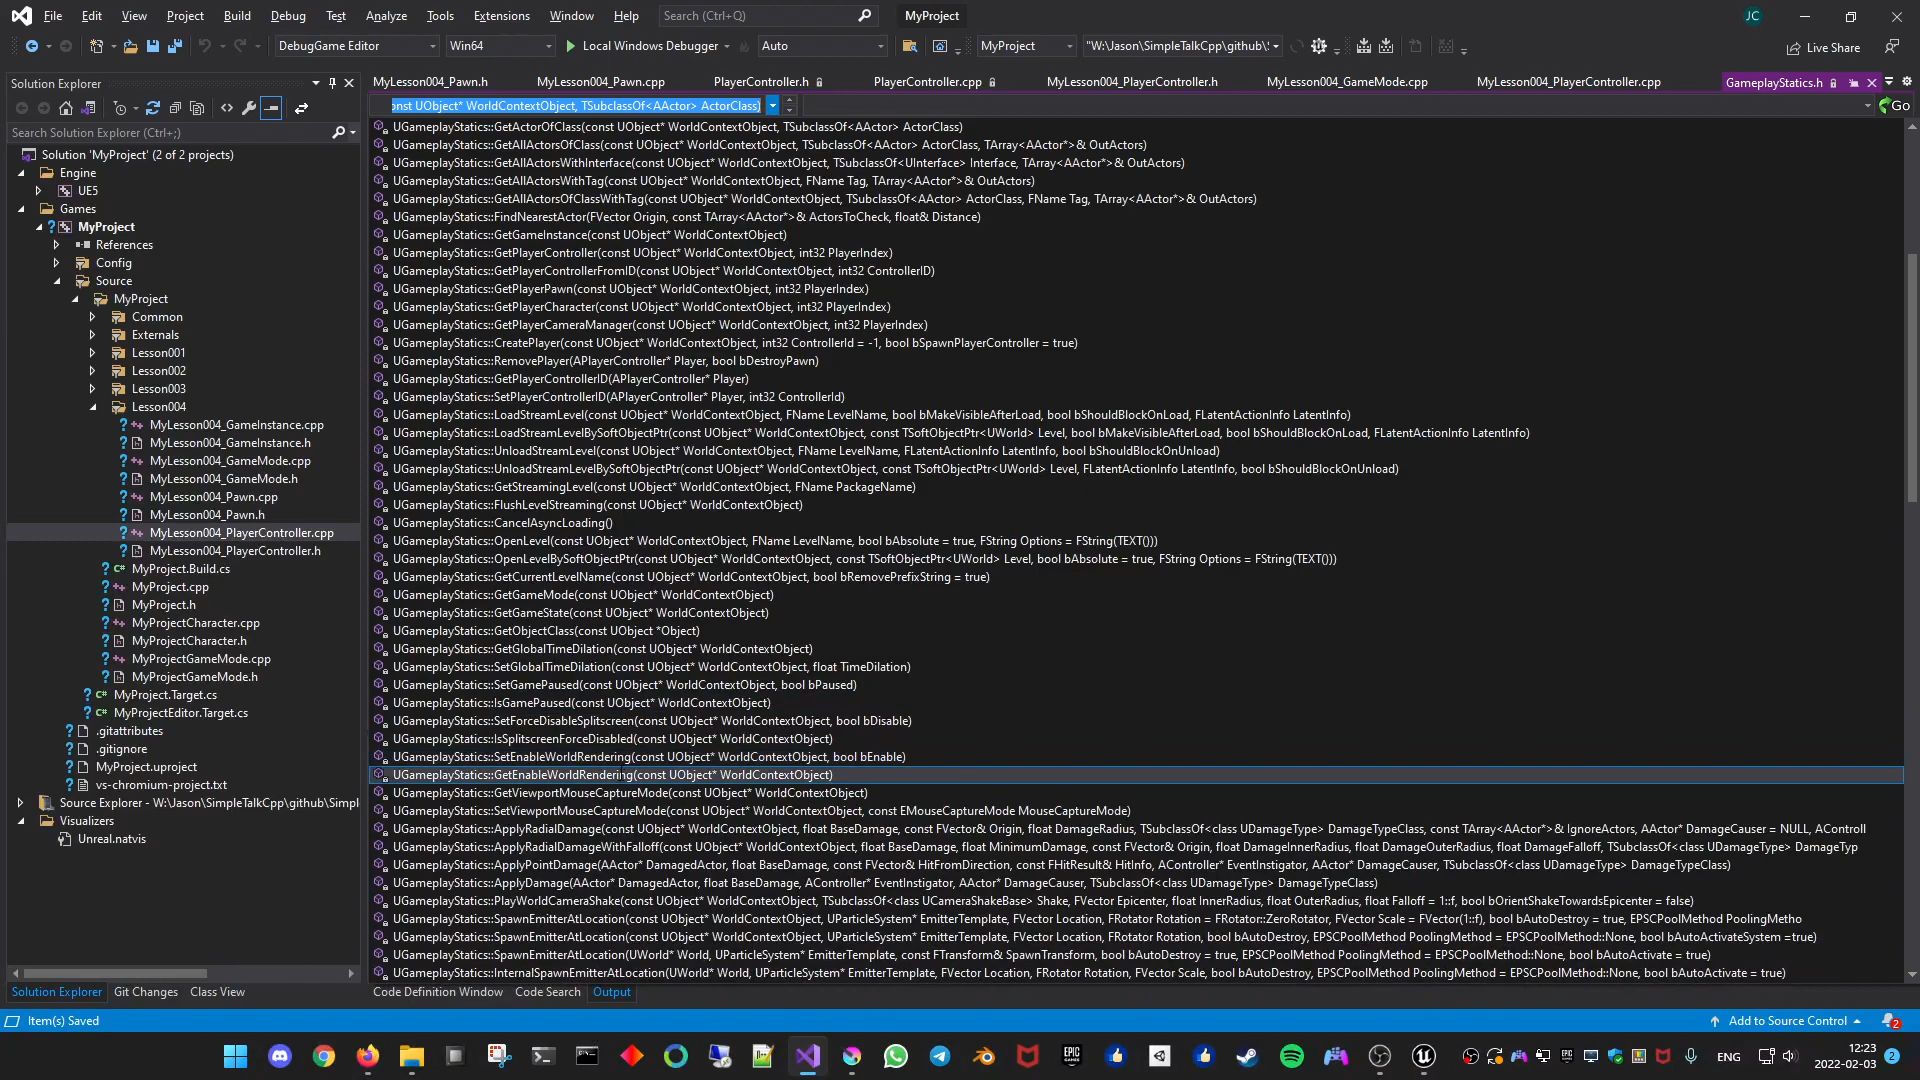 File Edit View Project Build Debug Test Analyze Tools Extensions Window Help Search (Ctrl+Q) MyProject JC
DebugGame Editor Win64 Local Windows Debugger Auto MyProject "W:\Jason\SimpleTalkCpp\github\ Live Share
Solution Explorer
MyLesson004_Pawn.h MyLesson004_Pawn.cpp PlayerController.h PlayerController.cpp MyLesson004_PlayerController.h MyLesson004_GameMode.cpp MyLesson004_PlayerController.cpp GameplayStatics.h
onst UObject* WorldContextObject, TSubclassOf<AActor> ActorClass) Go
Search Solution Explorer (Ctrl+;)
Solution 'MyProject' (2 of 2 projects)
Engine
UE5
Games
MyProject
References
Config
Source
MyProject
Common
Externals
Lesson001
Lesson002
Lesson003
Lesson004
MyLesson004_GameInstance.cpp
MyLesson004_GameInstance.h
MyLesson004_GameMode.cpp
MyLesson004_GameMode.h
MyLesson004_Pawn.cpp
MyLesson004_Pawn.h
MyLesson004_PlayerController.cpp
MyLesson004_PlayerController.h
MyProject.Build.cs
MyProject.cpp
MyProject.h
MyProjectCharacter.cpp
MyProjectCharacter.h
MyProjectGameMode.cpp
MyProjectGameMode.h
MyProject.Target.cs
MyProjectEditor.Target.cs
.gitattributes
.gitignore
MyProject.uproject
vs-chromium-project.txt
Source Explorer - W:\Jason\SimpleTalkCpp\github\Simpl
Visualizers
Unreal.natvis
UGameplayStatics::GetActorOfClass(const UObject* WorldContextObject, TSubclassOf<AActor> ActorClass)
UGameplayStatics::GetAllActorsOfClass(const UObject* WorldContextObject, TSubclassOf<AActor> ActorClass, TArray<AActor*>& OutActors)
UGameplayStatics::GetAllActorsWithInterface(const UObject* WorldContextObject, TSubclassOf<UInterface> Interface, TArray<AActor*>& OutActors)
UGameplayStatics::GetAllActorsWithTag(const UObject* WorldContextObject, FName Tag, TArray<AActor*>& OutActors)
UGameplayStatics::GetAllActorsOfClassWithTag(const UObject* WorldContextObject, TSubclassOf<AActor> ActorClass, FName Tag, TArray<AActor*>& OutActors)
UGameplayStatics::FindNearestActor(FVector Origin, const TArray<AActor*>& ActorsToCheck, float& Distance)
UGameplayStatics::GetGameInstance(const UObject* WorldContextObject)
UGameplayStatics::GetPlayerController(const UObject* WorldContextObject, int32 PlayerIndex)
UGameplayStatics::GetPlayerControllerFromID(const UObject* WorldContextObject, int32 ControllerID)
UGameplayStatics::GetPlayerPawn(const UObject* WorldContextObject, int32 PlayerIndex)
UGameplayStatics::GetPlayerCharacter(const UObject* WorldContextObject, int32 PlayerIndex)
UGameplayStatics::GetPlayerCameraManager(const UObject* WorldContextObject, int32 PlayerIndex)
UGameplayStatics::CreatePlayer(const UObject* WorldContextObject, int32 ControllerId = -1, bool bSpawnPlayerController = true)
UGameplayStatics::RemovePlayer(APlayerController* Player, bool bDestroyPawn)
UGameplayStatics::GetPlayerControllerID(APlayerController* Player)
UGameplayStatics::SetPlayerControllerID(APlayerController* Player, int32 ControllerId)
UGameplayStatics::LoadStreamLevel(const UObject* WorldContextObject, FName LevelName, bool bMakeVisibleAfterLoad, bool bShouldBlockOnLoad, FLatentActionInfo LatentInfo)
UGameplayStatics::LoadStreamLevelBySoftObjectPtr(const UObject* WorldContextObject, const TSoftObjectPtr<UWorld> Level, bool bMakeVisibleAfterLoad, bool bShouldBlockOnLoad, FLatentActionInfo LatentInfo)
UGameplayStatics::UnloadStreamLevel(const UObject* WorldContextObject, FName LevelName, FLatentActionInfo LatentInfo, bool bShouldBlockOnUnload)
UGameplayStatics::UnloadStreamLevelBySoftObjectPtr(const UObject* WorldContextObject, const TSoftObjectPtr<UWorld> Level, FLatentActionInfo LatentInfo, bool bShouldBlockOnUnload)
UGameplayStatics::GetStreamingLevel(const UObject* WorldContextObject, FName PackageName)
UGameplayStatics::FlushLevelStreaming(const UObject* WorldContextObject)
UGameplayStatics::CancelAsyncLoading()
UGameplayStatics::OpenLevel(const UObject* WorldContextObject, FName LevelName, bool bAbsolute = true, FString Options = FString(TEXT()))
UGameplayStatics::OpenLevelBySoftObjectPtr(const UObject* WorldContextObject, const TSoftObjectPtr<UWorld> Level, bool bAbsolute = true, FString Options = FString(TEXT()))
UGameplayStatics::GetCurrentLevelName(const UObject* WorldContextObject, bool bRemovePrefixString = true)
UGameplayStatics::GetGameMode(const UObject* WorldContextObject)
UGameplayStatics::GetGameState(const UObject* WorldContextObject)
UGameplayStatics::GetObjectClass(const UObject *Object)
UGameplayStatics::GetGlobalTimeDilation(const UObject* WorldContextObject)
UGameplayStatics::SetGlobalTimeDilation(const UObject* WorldContextObject, float TimeDilation)
UGameplayStatics::SetGamePaused(const UObject* WorldContextObject, bool bPaused)
UGameplayStatics::IsGamePaused(const UObject* WorldContextObject)
UGameplayStatics::SetForceDisableSplitscreen(const UObject* WorldContextObject, bool bDisable)
UGameplayStatics::IsSplitscreenForceDisabled(const UObject* WorldContextObject)
UGameplayStatics::SetEnableWorldRendering(const UObject* WorldContextObject, bool bEnable)
UGameplayStatics::GetEnableWorldRendering(const UObject* WorldContextObject)
UGameplayStatics::GetViewportMouseCaptureMode(const UObject* WorldContextObject)
UGameplayStatics::SetViewportMouseCaptureMode(const UObject* WorldContextObject, const EMouseCaptureMode MouseCaptureMode)
UGameplayStatics::ApplyRadialDamage(const UObject* WorldContextObject, float BaseDamage, const FVector& Origin, float DamageRadius, TSubclassOf<class UDamageType> DamageTypeClass, const TArray<AActor*>& IgnoreActors, AActor* DamageCauser = NULL, AControll
UGameplayStatics::ApplyRadialDamageWithFalloff(const UObject* WorldContextObject, float BaseDamage, float MinimumDamage, const FVector& Origin, float DamageInnerRadius, float DamageOuterRadius, float DamageFalloff, TSubclassOf<class UDamageType> DamageTyp
UGameplayStatics::ApplyPointDamage(AActor* DamagedActor, float BaseDamage, const FVector& HitFromDirection, const FHitResult& HitInfo, AController* EventInstigator, AActor* DamageCauser, TSubclassOf<class UDamageType> DamageTypeClass)
UGameplayStatics::ApplyDamage(AActor* DamagedActor, float BaseDamage, AController* EventInstigator, AActor* DamageCauser, TSubclassOf<class UDamageType> DamageTypeClass)
UGameplayStatics::PlayWorldCameraShake(const UObject* WorldContextObject, TSubclassOf<class UCameraShakeBase> Shake, FVector Epicenter, float InnerRadius, float OuterRadius, float Falloff = 1::f, bool bOrientShakeTowardsEpicenter = false)
UGameplayStatics::SpawnEmitterAtLocation(const UObject* WorldContextObject, UParticleSystem* EmitterTemplate, FVector Location, FRotator Rotation = FRotator::ZeroRotator, FVector Scale = FVector(1::f), bool bAutoDestroy = true, EPSCPoolMethod PoolingMetho
UGameplayStatics::SpawnEmitterAtLocation(const UObject* WorldContextObject, UParticleSystem* EmitterTemplate, FVector Location, FRotator Rotation, bool bAutoDestroy, EPSCPoolMethod PoolingMethod = EPSCPoolMethod::None, bool bAutoActivateSystem =true)
UGameplayStatics::SpawnEmitterAtLocation(UWorld* World, UParticleSystem* EmitterTemplate, const FTransform& SpawnTransform, bool bAutoDestroy = true, EPSCPoolMethod PoolingMethod = EPSCPoolMethod::None, bool bAutoActivate = true)
UGameplayStatics::InternalSpawnEmitterAtLocation(UWorld* World, UParticleSystem* EmitterTemplate, FVector Location, FRotator Rotation, FVector Scale, bool bAutoDestroy, EPSCPoolMethod PoolingMethod = EPSCPoolMethod::None, bool bAutoActivate = true)
Solution Explorer Git Changes Class View Code Definition Window Code Search Output
Item(s) Saved Add to Source Control 2
EPIC GAMES ENG 12:23
2022-02-03 2